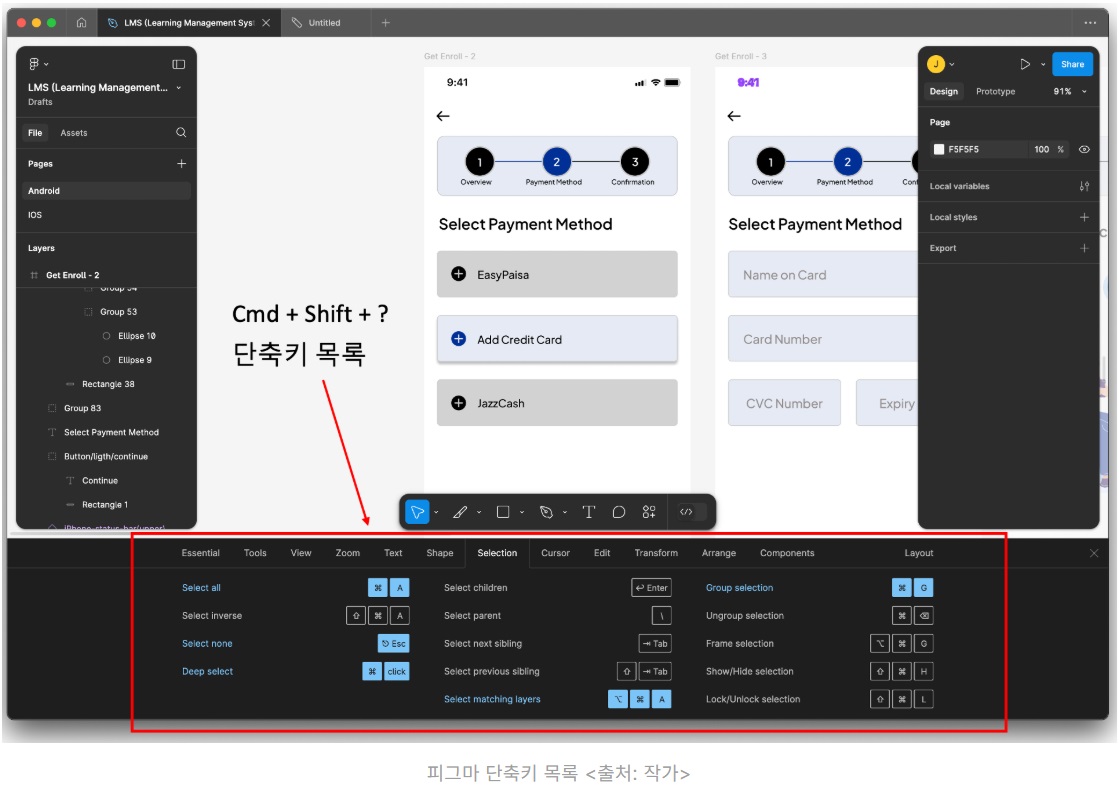 LMS (Learning Management Syst
Untitled
LMS (Learning Management...
Drafts
File Assets
Pages
Android
IOS
Layers
Get Enroll - 2
Group 54
Group 53
Ellipse 10
Ellipse 9
Rectangle 38
Group 83
Select Payment Method
Button/ligth/continue
Continue
Rectangle 1
iPhone-status-bar(upper)
Cmd + Shift + ?
단축키 목록
Get Enroll - 2
9:41
1 2 3
Overview Payment Method Confirmation
Select Payment Method
EasyPaisa
Add Credit Card
JazzCash
Get Enroll - 3
9:41
1 2
Overview Payment Method Conf
Select Payment Method
Name on Card
Card Number
CVC Number Expiry
J Share
Design Prototype 91%
Page
F5F5F5 100 %
Local variables
Local styles
Export
Essential Tools View Zoom Text Shape Selection Cursor Edit Transform Arrange Components Layout
Select all ⌘ A
Select inverse ⇧ ⌘ A
Select none Esc
Deep select ⌘ click
Select children Enter
Select parent \
Select next sibling Tab
Select previous sibling ⇧ Tab
Select matching layers ⌥ ⌘ A
Group selection ⌘ G
Ungroup selection ⌘ ⌫
Frame selection ⌥ ⌘ G
Show/Hide selection ⇧ ⌘ H
Lock/Unlock selection ⇧ ⌘ L
피그마 단축키 목록 <출처: 작가>